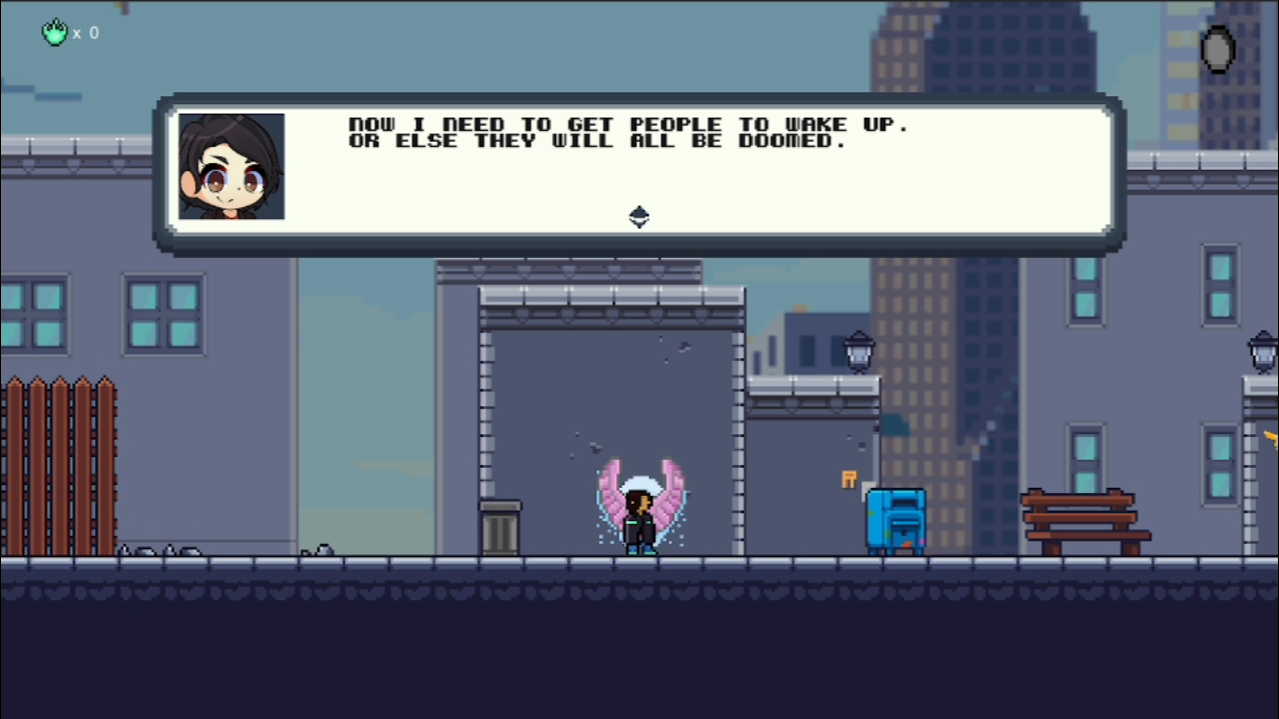 x 0
NOW I NEED TO GET PEOPLE TO WAKE UP.
OR ELSE THEY WILL ALL BE DOOMED.